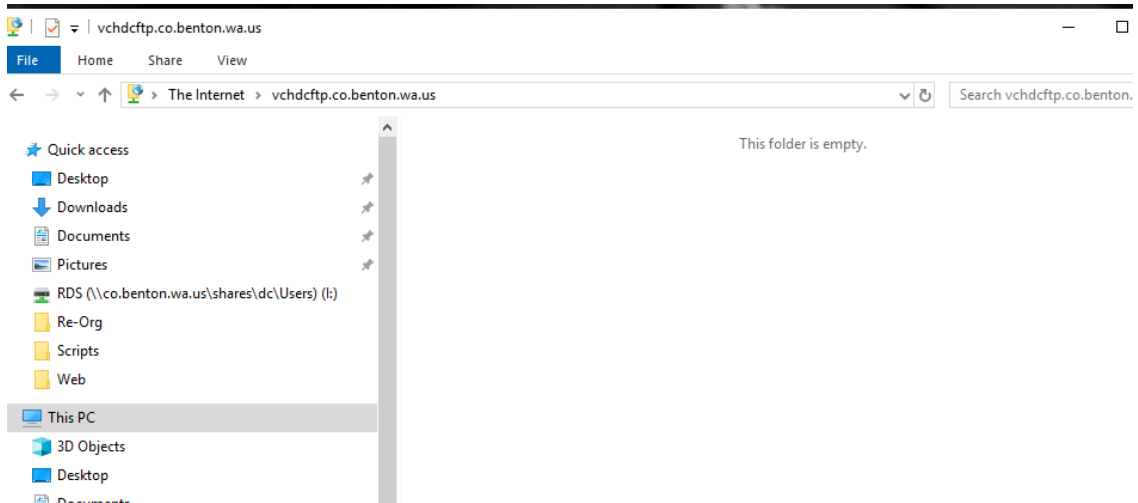 vchdcftp.co.benton.wa.us
File Home Share View
The Internet > vchdcftp.co.benton.wa.us Search vchdcftp.co.benton.
Quick access
This folder is empty.
Desktop
Downloads
Documents
Pictures
RDS (\\co.benton.wa.us\shares\dc\Users) (I:)
Re-Org
Scripts
Web
This PC
3D Objects
Desktop
Documents